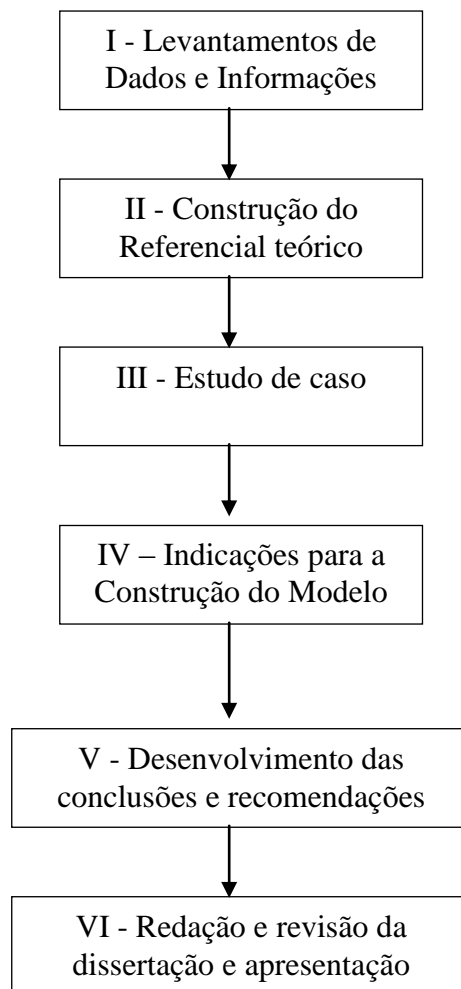 I - Levantamentos de
Dados e Informações
II - Construção do
Referencial teórico
III - Estudo de caso
IV – Indicações para a
Construção do Modelo
V - Desenvolvimento das
conclusões e recomendações
VI - Redação e revisão da
dissertação e apresentação